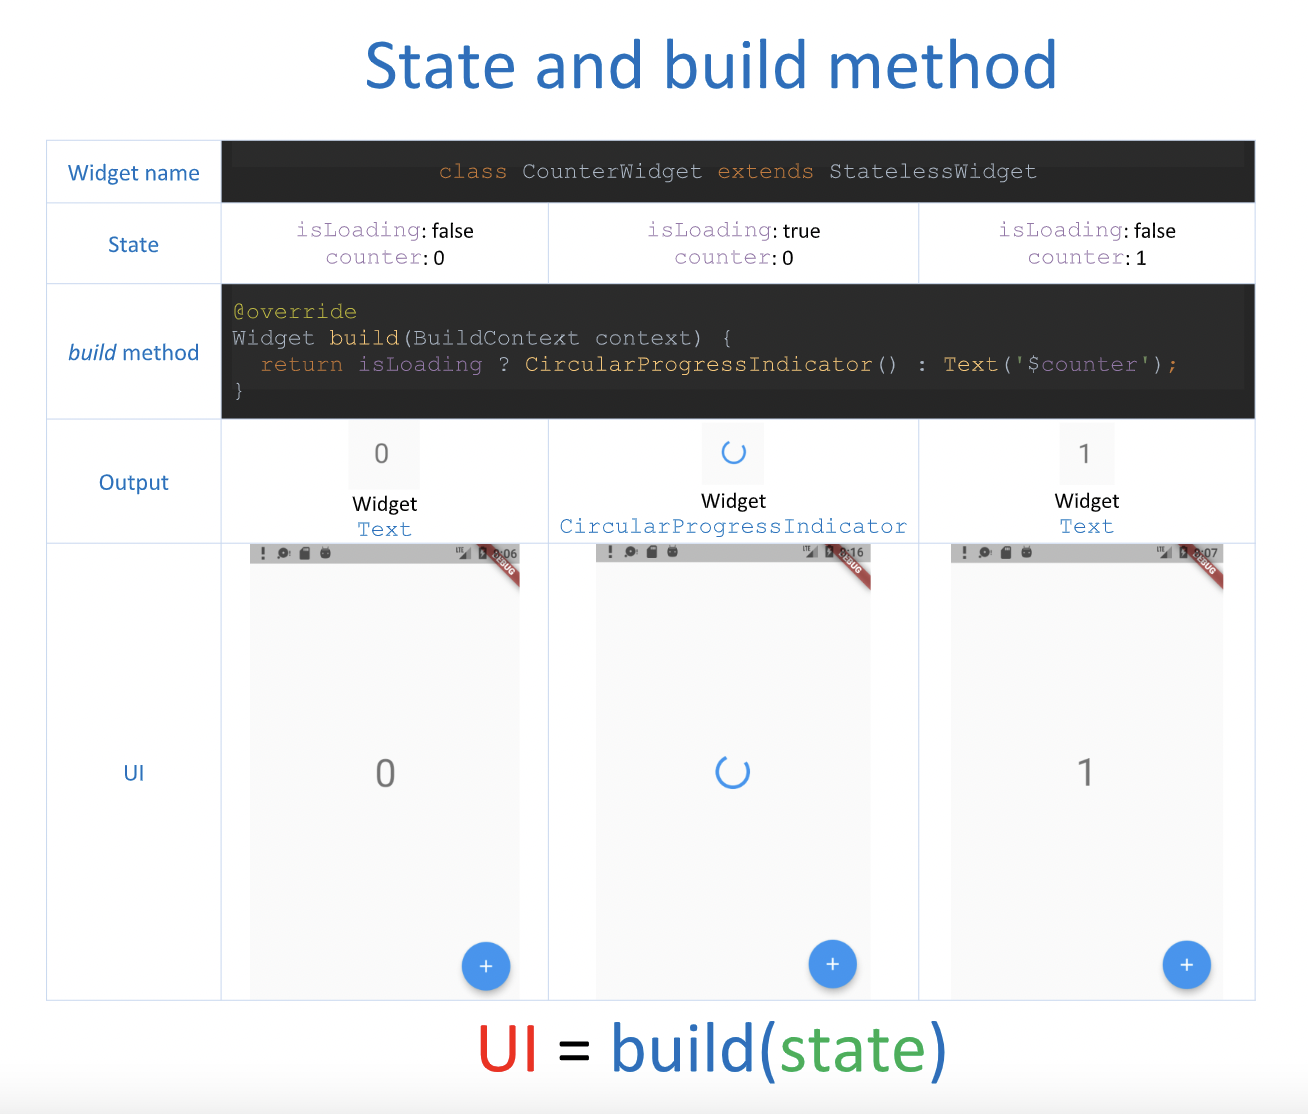 State and build method
Widget name
class CounterWidget extends StatelessWidget
State
isLoading: false
counter: 0
isLoading: true
counter: 0
isLoading: false
counter: 1
build method
@override
Widget build(BuildContext context) {
return isLoading ? CircularProgressIndicator() : Text('$counter');
}
Output
0
Widget
Text
Widget
CircularProgressIndicator
1
Widget
Text
UI
LTE
8:06
DEBUG
0
+
LTE
8:16
DEBUG
+
LTE
8:07
DEBUG
1
+
UI = build(state)